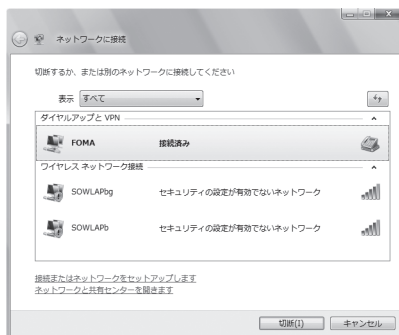 ネットワークに接続
切断するか、または別のネットワークに接続してください
表示 すべて
ダイヤルアップと VPN
FOMA 接続済み
ワイヤレス ネットワーク接続
SOWLAPbg セキュリティの設定が有効でないネットワーク
SOWLAPb セキュリティの設定が有効でないネットワーク
接続またはネットワークをセットアップします
ネットワークと共有センターを開きます
切断(I) キャンセル